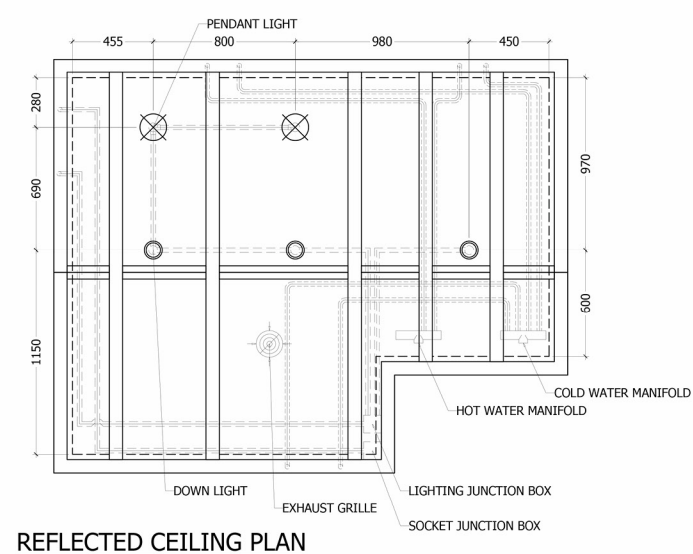 PENDANT LIGHT
455
800
980
450
280
690
1150
970
600
COLD WATER MANIFOLD
HOT WATER MANIFOLD
DOWN LIGHT
LIGHTING JUNCTION BOX
EXHAUST GRILLE
SOCKET JUNCTION BOX
REFLECTED CEILING PLAN